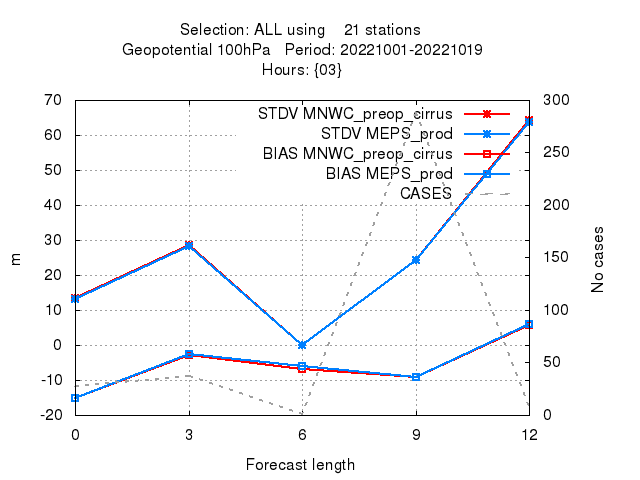 Selection: ALL using    21 stations
Geopotential 100hPa   Period: 20221001-20221019
Hours: {03}
70 300
STDV MNWC_preop_cirrus
60 STDV MEPS_prod
250
50 BIAS MNWC_preop_cirrus
BIAS MEPS_prod
40 CASES 200
30
150
20
m No cases
10 100
0
50
-10
-20 0
0 3 6 9 12
Forecast length